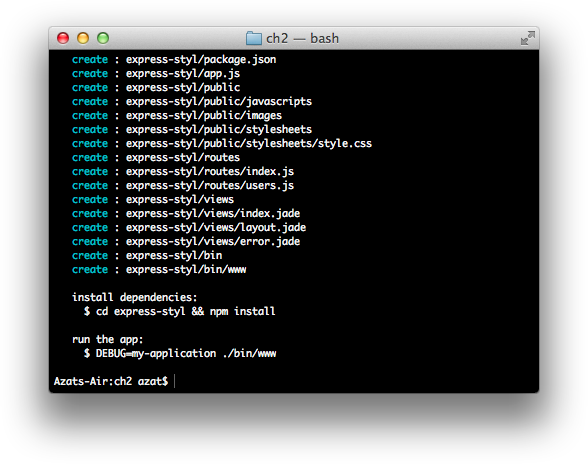 ch2 — bash
create : express-styl/package.json
create : express-styl/app.js
create : express-styl/public
create : express-styl/public/javascripts
create : express-styl/public/images
create : express-styl/public/stylesheets
create : express-styl/public/stylesheets/style.css
create : express-styl/routes
create : express-styl/routes/index.js
create : express-styl/routes/users.js
create : express-styl/views
create : express-styl/views/index.jade
create : express-styl/views/layout.jade
create : express-styl/views/error.jade
create : express-styl/bin
create : express-styl/bin/www
install dependencies:
$ cd express-styl && npm install
run the app:
$ DEBUG=my-application ./bin/www
Azats-Air:ch2 azat$